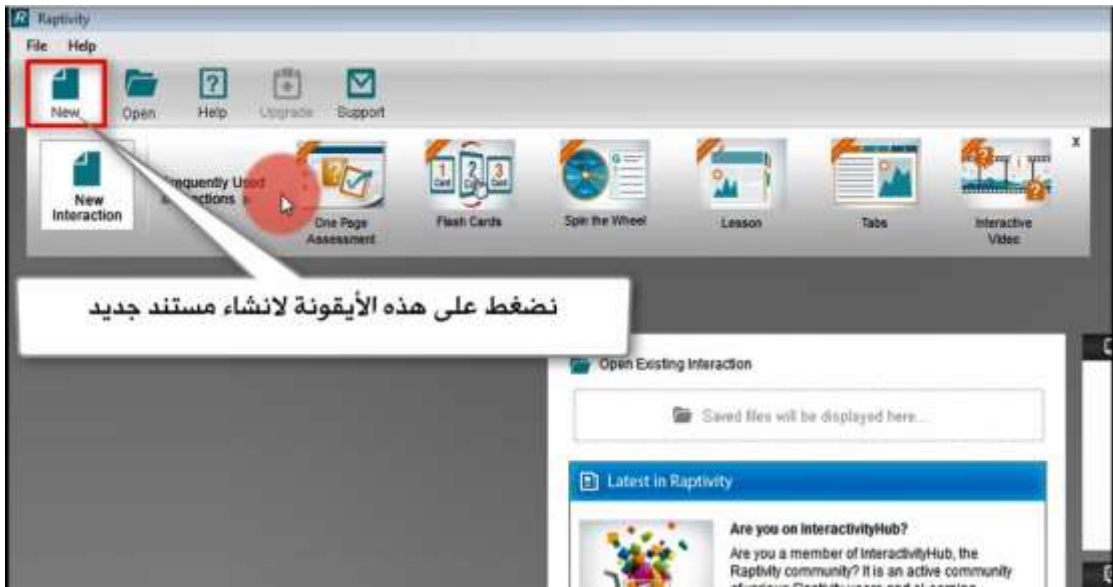 Raptivity
File Help
New Open Help Upgrade Support
x
New
Interaction
Frequently Used
One Page
Assessment
Flash Cards
Spin the Wheel
Lesson
Tabs
Interactive
Video
1 2 3
نضغط على هذه الأيقونة لانشاء مستند جديد
Open Existing Interaction
Saved files will be displayed here...
Latest in Raptivity
Are you on InteractivityHub?
Are you a member of InteractivityHub, the
Raptivity community? It is an active community